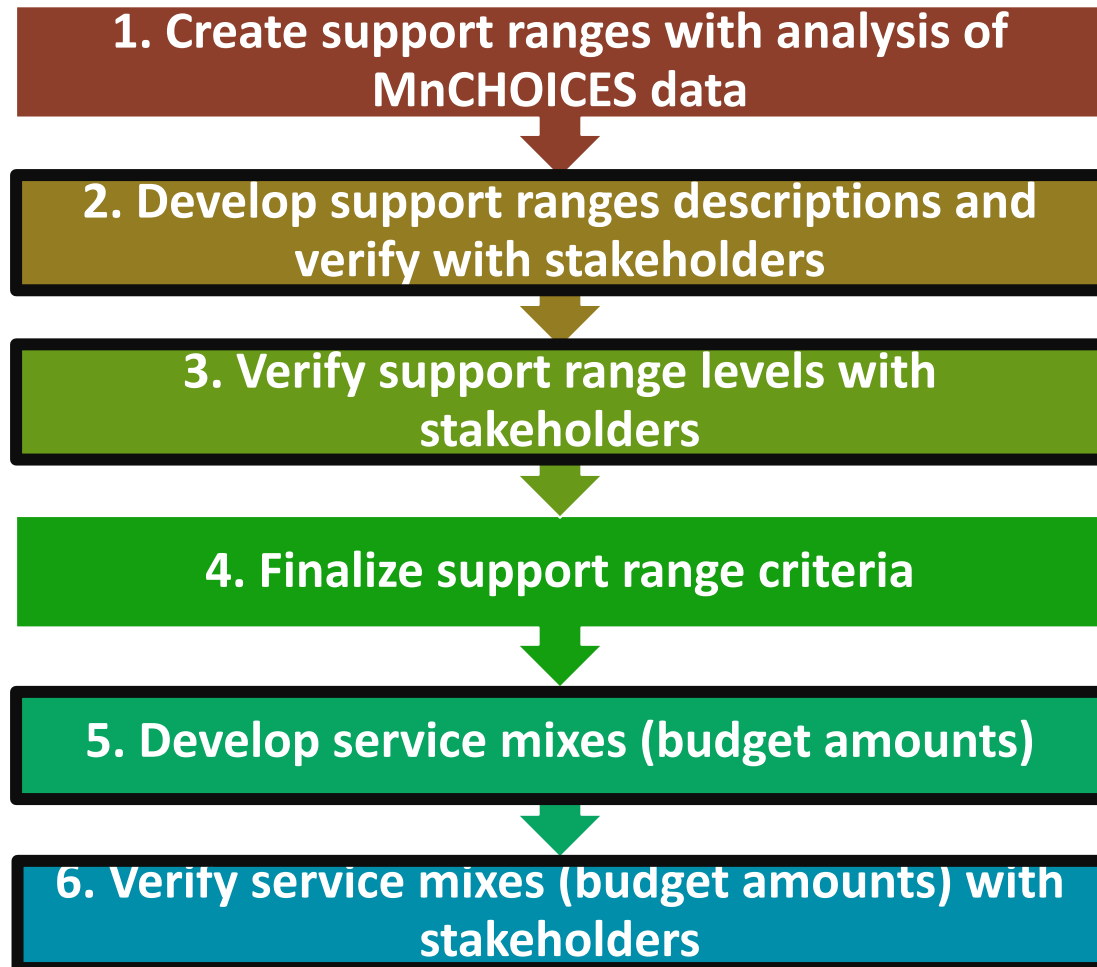 1. Create support ranges with analysis of
MnCHOICES data
2. Develop support ranges descriptions and
verify with stakeholders
3. Verify support range levels with
stakeholders
4. Finalize support range criteria
5. Develop service mixes (budget amounts)
6. Verify service mixes (budget amounts) with
stakeholders